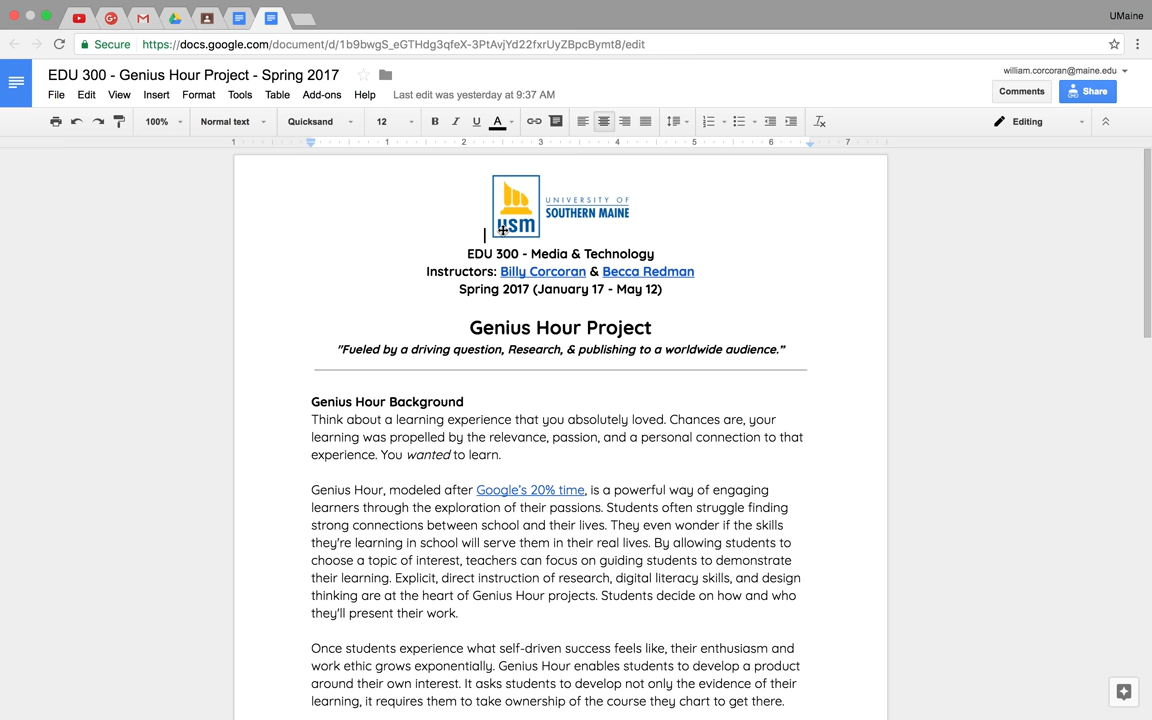 UMaine
Secure https://docs.google.com/document/d/1b9bwgS_eGTHdg3qfeX-3PtAvjYd22fxrUyZBpcBymt8/edit
EDU 300 - Genius Hour Project - Spring 2017
william.corcoran@maine.edu
File Edit View Insert Format Tools Table Add-ons Help Last edit was yesterday at 9:37 AM
Comments Share
100% Normal text Quicksand 12 B I U A Editing
1 1 2 3 4 5 6 7
usm UNIVERSITY OF
SOUTHERN MAINE
EDU 300 - Media & Technology
Instructors: Billy Corcoran & Becca Redman
Spring 2017 (January 17 - May 12)
Genius Hour Project
"Fueled by a driving question, Research, & publishing to a worldwide audience."
Genius Hour Background
Think about a learning experience that you absolutely loved. Chances are, your
learning was propelled by the relevance, passion, and a personal connection to that
experience. You wanted to learn.
Genius Hour, modeled after Google's 20% time, is a powerful way of engaging
learners through the exploration of their passions. Students often struggle finding
strong connections between school and their lives. They even wonder if the skills
they're learning in school will serve them in their real lives. By allowing students to
choose a topic of interest, teachers can focus on guiding students to demonstrate
their learning. Explicit, direct instruction of research, digital literacy skills, and design
thinking are at the heart of Genius Hour projects. Students decide on how and who
they'll present their work.
Once students experience what self-driven success feels like, their enthusiasm and
work ethic grows exponentially. Genius Hour enables students to develop a product
around their own interest. It asks students to develop not only the evidence of their
learning, it requires them to take ownership of the course they chart to get there.